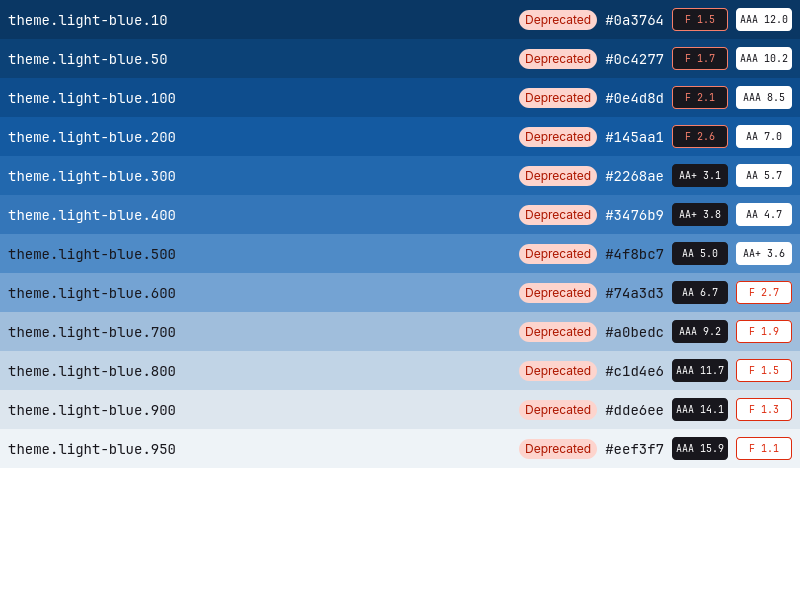 theme.light-blue.10 Deprecated #0a3764 F 1.5 AAA 12.0
theme.light-blue.50 Deprecated #0c4277 F 1.7 AAA 10.2
theme.light-blue.100 Deprecated #0e4d8d F 2.1 AAA 8.5
theme.light-blue.200 Deprecated #145aa1 F 2.6 AA 7.0
theme.light-blue.300 Deprecated #2268ae AA+ 3.1 AA 5.7
theme.light-blue.400 Deprecated #3476b9 AA+ 3.8 AA 4.7
theme.light-blue.500 Deprecated #4f8bc7 AA 5.0 AA+ 3.6
theme.light-blue.600 Deprecated #74a3d3 AA 6.7 F 2.7
theme.light-blue.700 Deprecated #a0bedc AAA 9.2 F 1.9
theme.light-blue.800 Deprecated #c1d4e6 AAA 11.7 F 1.5
theme.light-blue.900 Deprecated #dde6ee AAA 14.1 F 1.3
theme.light-blue.950 Deprecated #eef3f7 AAA 15.9 F 1.1